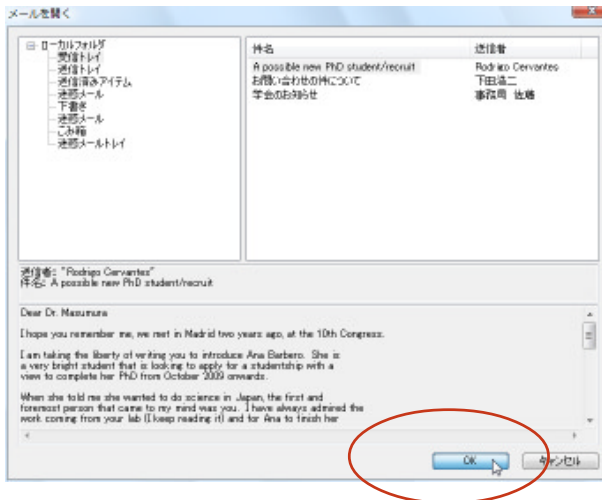 メールを開く
ローカルフォルダ
受信トレイ
送信トレイ
送信済みアイテム
迷惑メール
下書き
迷惑メール
ごみ箱
迷惑メールトレイ
件名 送信者
A possible new PhD student/recruit Rodrigo Cervantes
お問い合わせの件について 下田浩二
学会のお知らせ 事務局 佐藤
送信者: "Rodrigo Cervantes"
件名: A possible new PhD student/recruit
Dear Dr. Masumura
I hope you remember me, we met in Madrid two years ago, at the 10th Congress.
I am taking the liberty of writing you to introduce Ana Barbero. She is
a very bright student that is looking to apply for a studentship with a
view to complete her PhD from October 2009 onwards.
When she told me she wanted to do science in Japan, the first and
foremost person that came to my mind was you. I have always admired the
work coming from your lab (I keep reading it) and for Ana to finish her
OK キャンセル